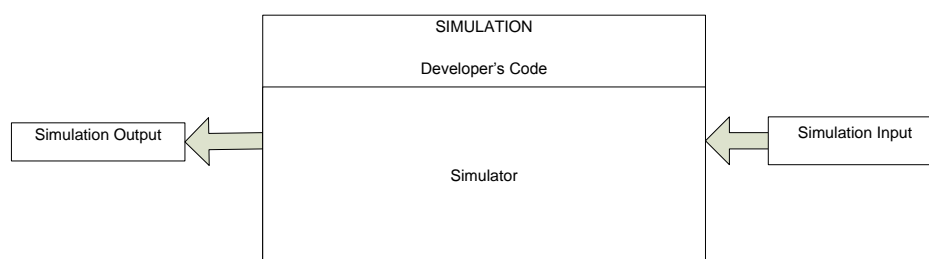 SIMULATION
Developer's Code
Simulation Output
Simulation Input
Simulator